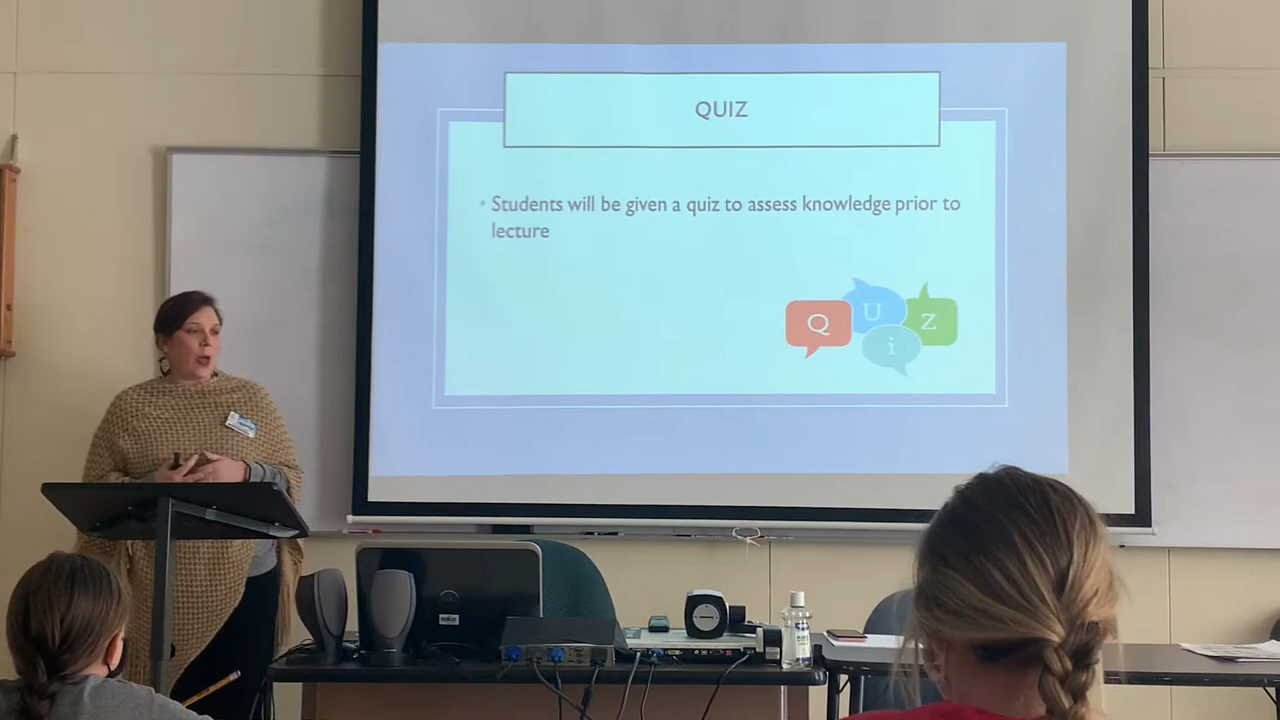 QUIZ
Students will be given a quiz to assess knowledge prior to
lecture
Q U i Z